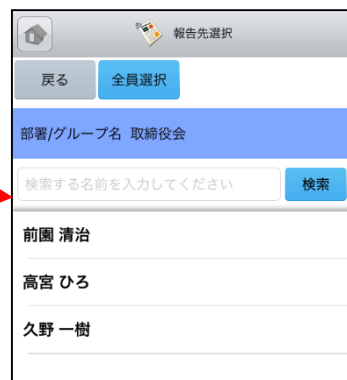 報告先選択
戻る 全員選択
部署/グループ名 取締役会
検索する名前を入力してください 検索
前園 清治
高宮 ひろ
久野 一樹